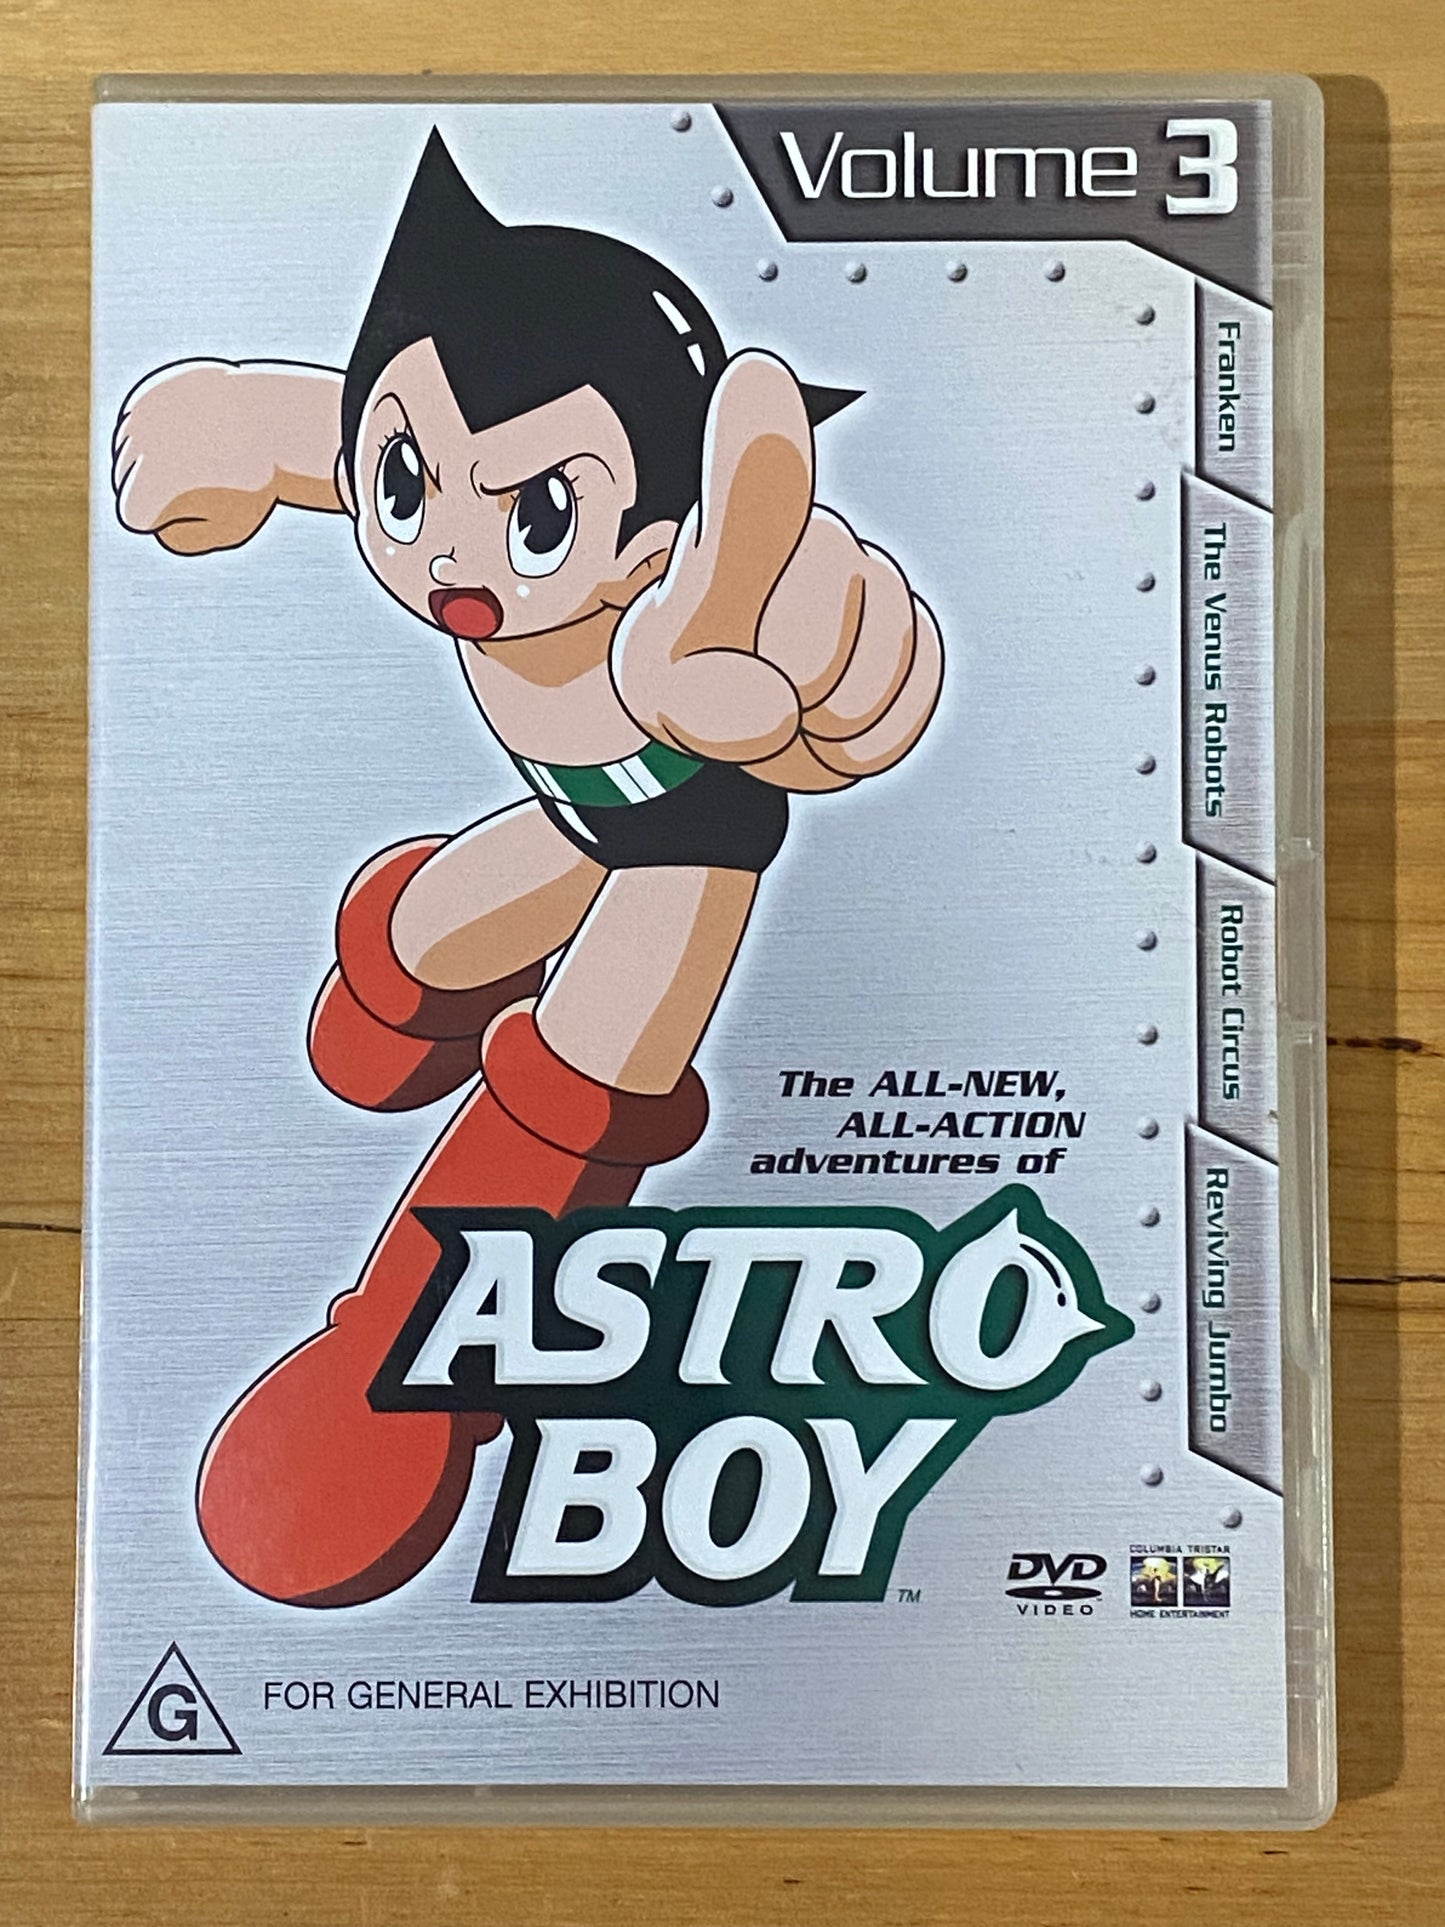 Volume 3
Franken
The Venus Robots
Robot Circus
Reviving Jumbo
The ALL-NEW,
ALL-ACTION
adventures of
ASTRO
BOY
TM
DVD
VIDEO
COLUMBIA TRISTAR
HOME ENTERTAINMENT
G
FOR GENERAL EXHIBITION